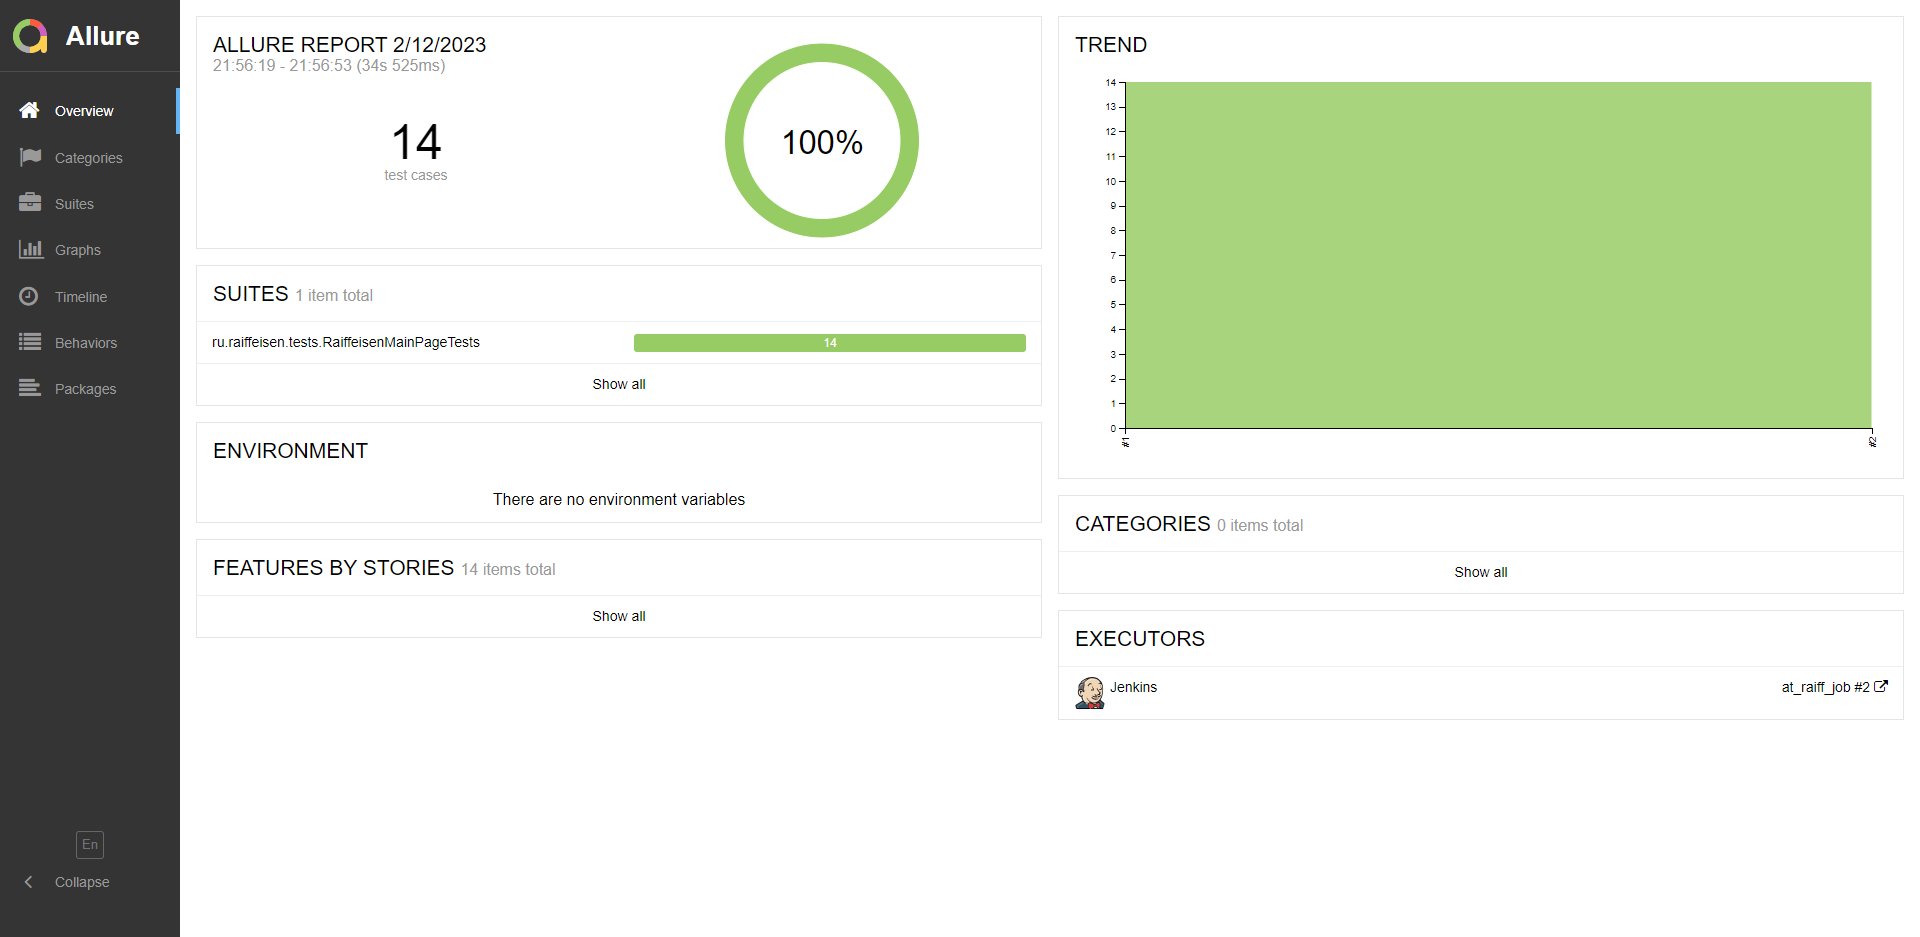 Allure
Overview
Categories
Suites
Graphs
Timeline
Behaviors
Packages
En
Collapse
ALLURE REPORT 2/12/2023
21:56:19 - 21:56:53 (34s 525ms)
14
test cases
100%
SUITES 1 item total
ru.raiffeisen.tests.RaiffeisenMainPageTests 14
Show all
ENVIRONMENT
There are no environment variables
FEATURES BY STORIES 14 items total
Show all
TREND
14
13
12
11
10
9
8
7
6
5
4
3
2
1
0
#1 #2
CATEGORIES 0 items total
Show all
EXECUTORS
Jenkins at_raiff_job #2